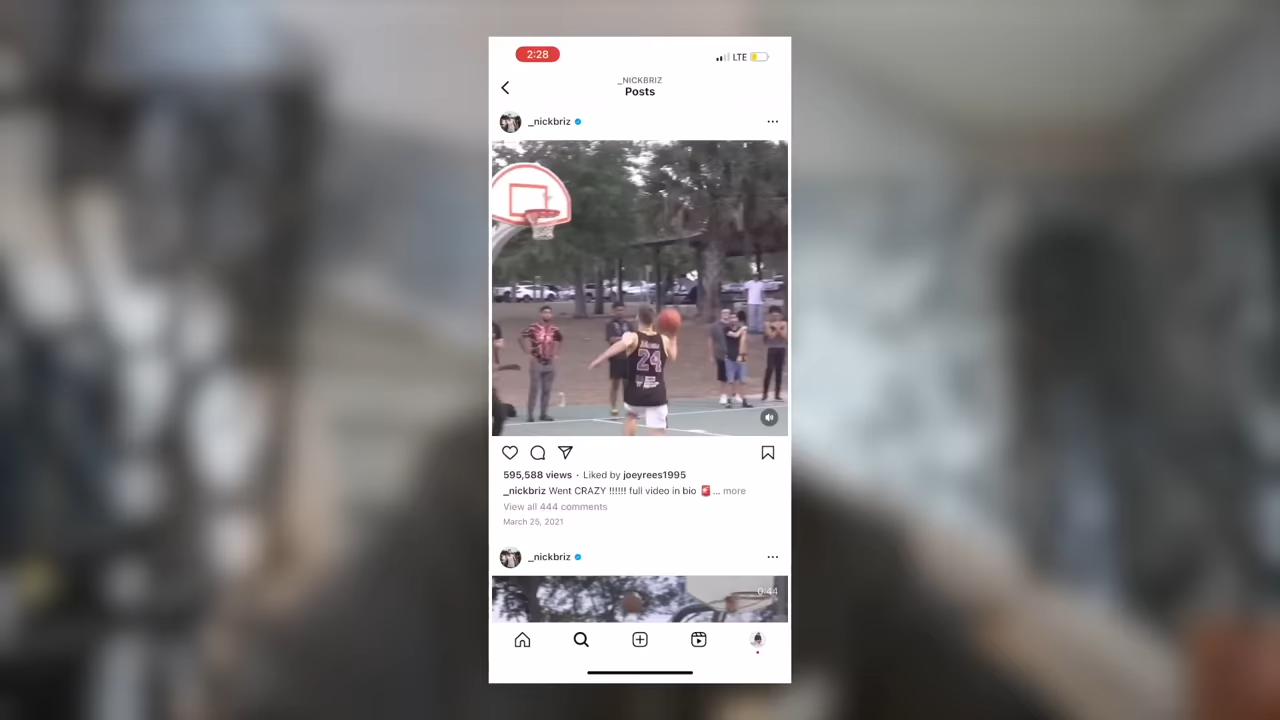 2:28
LTE
_NICKBRIZ
Posts
_nickbriz
24
595,588 views · Liked by joeyrees1995
_nickbriz Went CRAZY !!!!!! full video in bio 🚨... more
View all 444 comments
March 25, 2021
_nickbriz
0:44